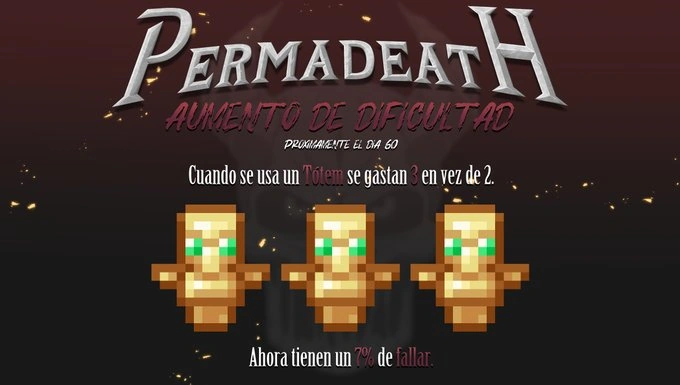 PERMADEATH
AUMENTO DE DIFICULTAD
PROXIMAMENTE EL DIA 60
Cuando se usa un Tótem se gastan 3 en vez de 2.
Ahora tienen un 7% de fallar.